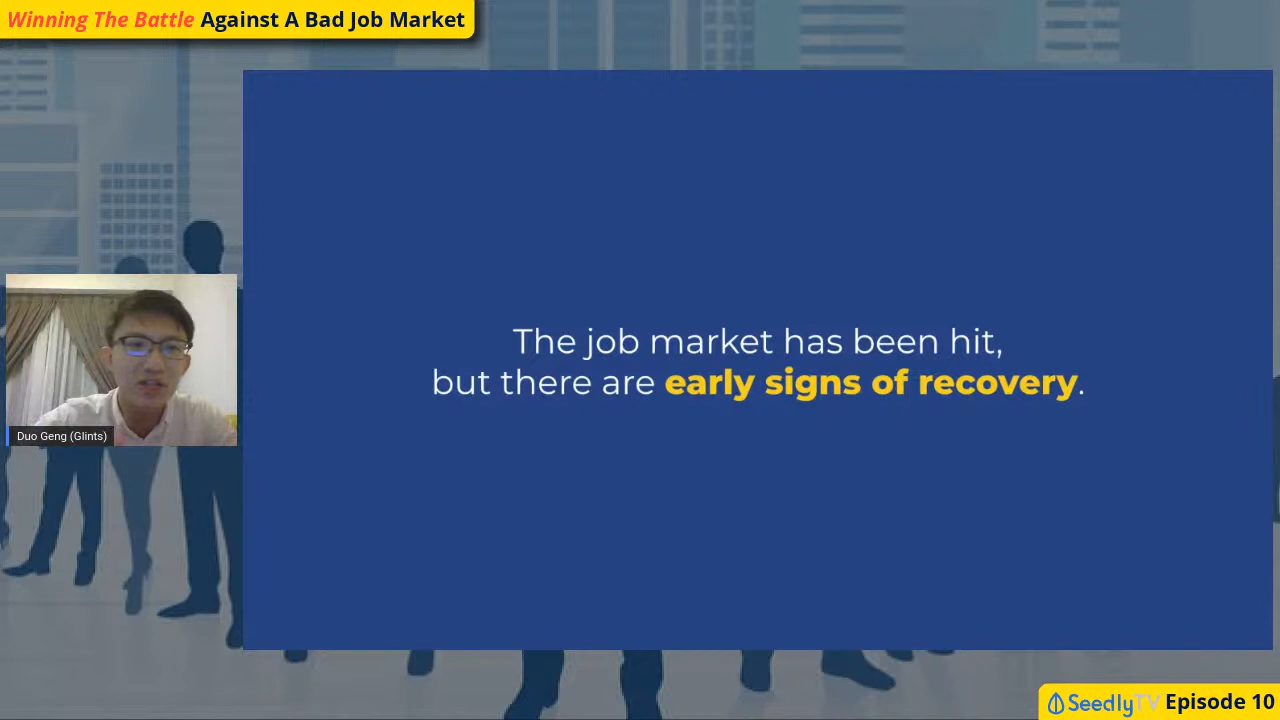 Winning The Battle Against A Bad Job Market
The job market has been hit,
but there are early signs of recovery.
Duo Geng (Glints)
SeedlyTV Episode 10